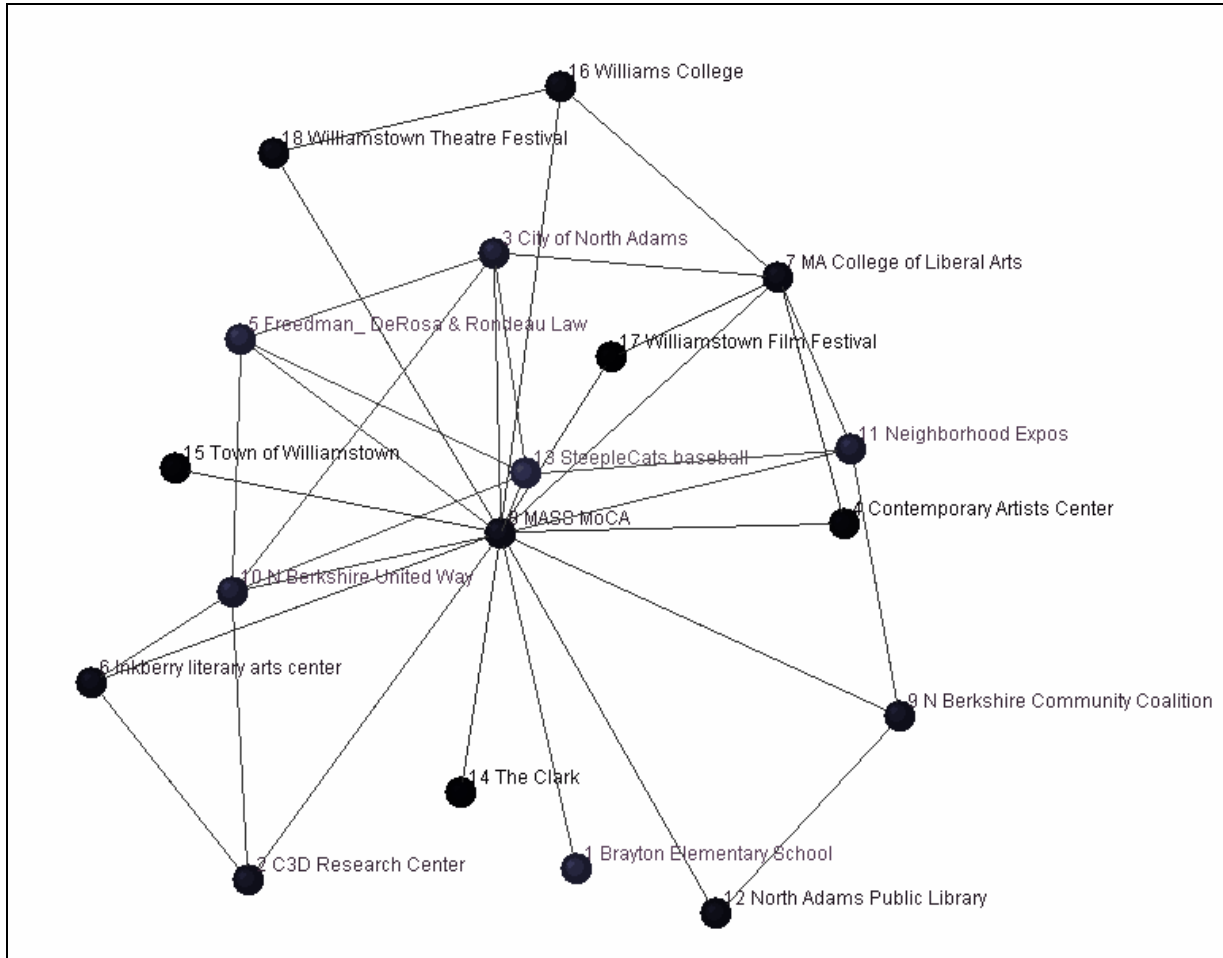 16 Williams College
18 Williamstown Theatre Festival
3 City of North Adams
7 MA College of Liberal Arts
5 Freedman_ DeRosa & Rondeau Law
17 Williamstown Film Festival
11 Neighborhood Expos
15 Town of Williamstown
13 SteepleCats baseball
4 Contemporary Artists Center
8 MASS MoCA
10 N Berkshire United Way
6 Inkberry literary arts center
9 N Berkshire Community Coalition
14 The Clark
1 Brayton Elementary School
2 C3D Research Center
12 North Adams Public Library